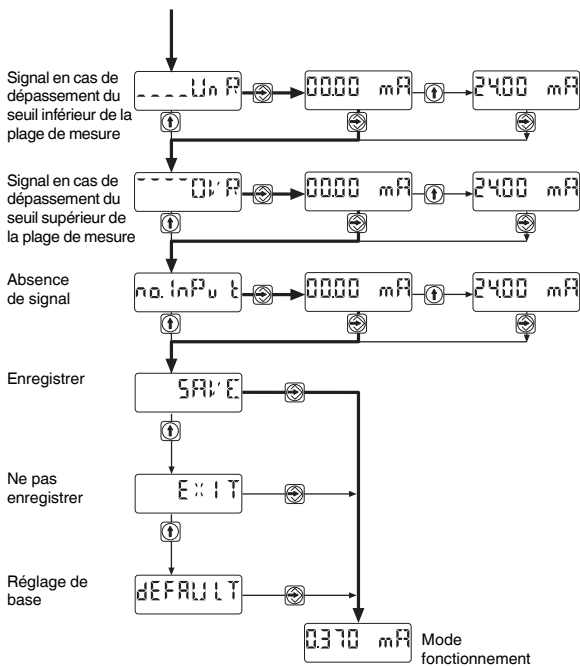 Signal en cas de
dépassement du
seuil inférieur de la
plage de mesure
____UnR
00.00 mA
24.00 mA
Signal en cas de
dépassement du
seuil supérieur de
la plage de mesure
‾‾‾‾OVR
00.00 mA
24.00 mA
Absence
de signal
no.InPut
00.00 mA
24.00 mA
Enregistrer
SAVE
Ne pas
enregistrer
EXIT
Réglage de
base
dEFAULT
0.370 mA
Mode
fonctionnement